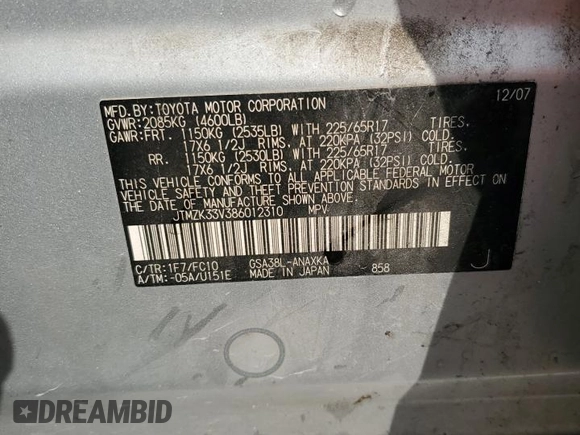 MFD.BY:TOYOTA MOTOR CORPORATION 12/07
GVWR:2085KG (4600LB)
GAWR:FRT. 1150KG (2535LB) WITH 225/65R17 TIRES,
17X6 1/2J RIMS, AT 220KPA (32PSI) COLD.
RR. 1150KG (2530LB) WITH 225/65R17 TIRES,
17X6 1/2J RIMS, AT 220KPA (32PSI) COLD.
THIS VEHICLE CONFORMS TO ALL APPLICABLE FEDERAL MOTOR
VEHICLE SAFETY AND THEFT PREVENTION STANDARDS IN EFFECT ON
THE DATE OF MANUFACTURE SHOWN ABOVE.
JTMZK33V386012310 MPV
C/TR:1F7/FC10 GSA38L-ANAXKA
A/TM:-05A/U151E MADE IN JAPAN 858 J
DREAMBID